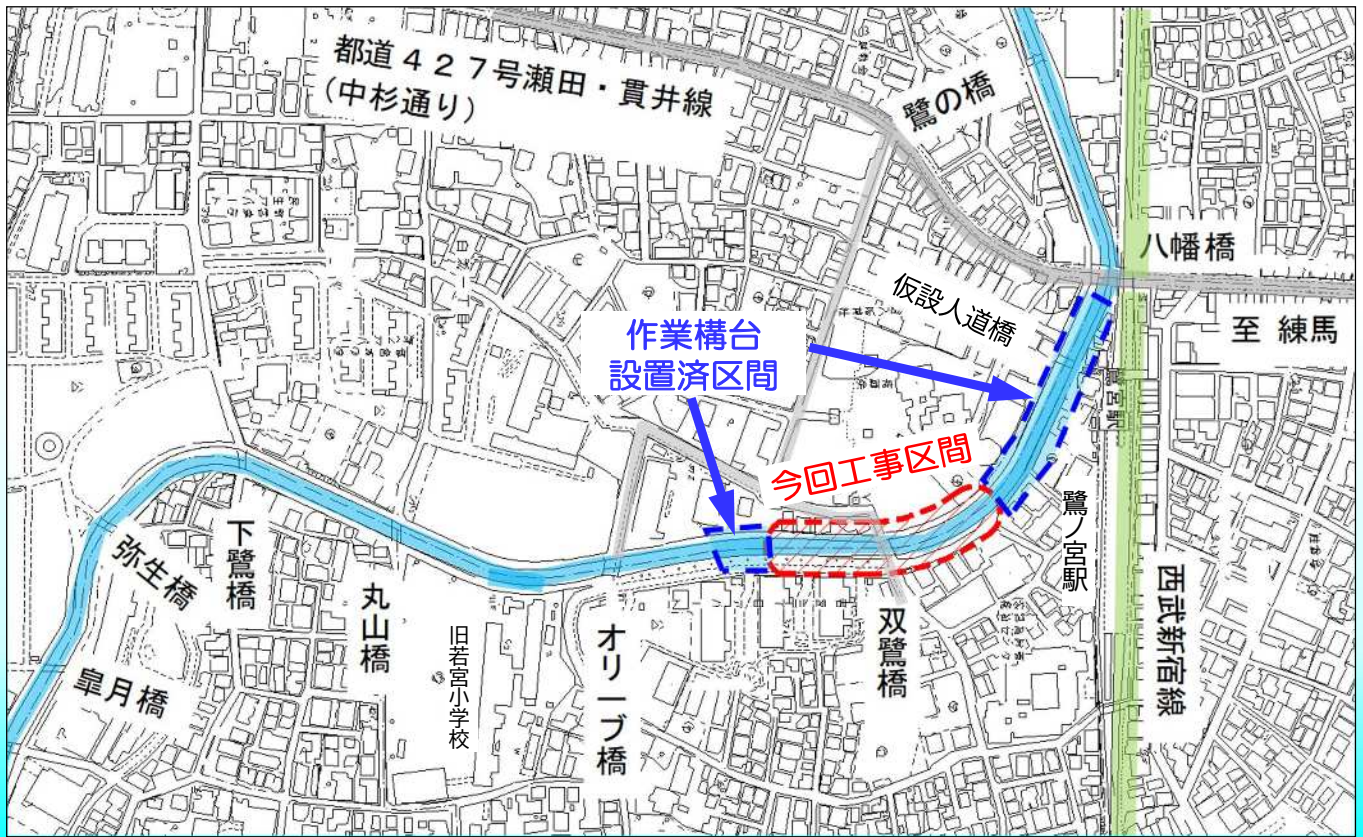 都道427号瀬田・貫井線
(中杉通り)
鷺の橋
八幡橋
仮設人道橋
至 練馬
作業構台
設置済区間
鷺宮駅
今回工事区間
鷺ノ宮駅
西武新宿線
弥生橋
下鷺橋
丸山橋
旧若宮小学校
オリーブ橋
双鷺橋
皐月橋